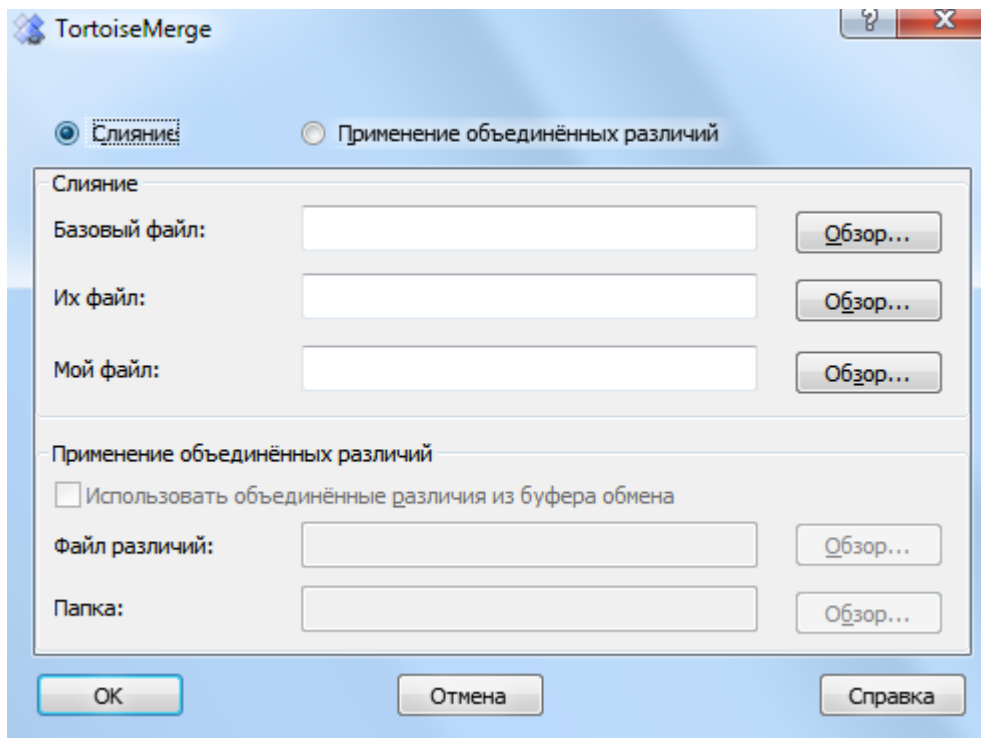 TortoiseMerge
Слияние Применение объединённых различий
Слияние
Базовый файл: Обзор...
Их файл: Обзор...
Мой файл: Обзор...
Применение объединённых различий
Использовать объединённые различия из буфера обмена
Файл различий: Обзор...
Папка: Обзор...
OK Отмена Справка